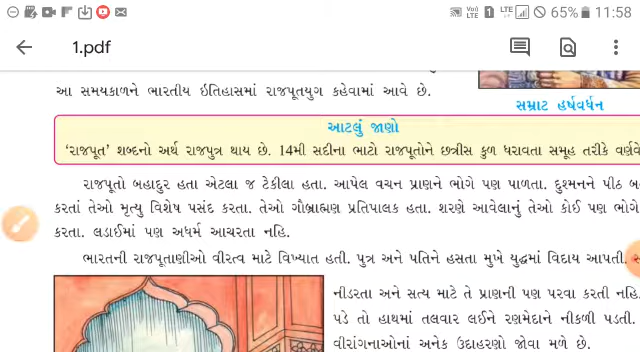 Voo LTE 1 LTE 65% 11:58
1.pdf
આ સમયકાળને ભારતીય ઇતિહાસમાં રાજપૂતયુગ કહેવામાં આવે છે.
સમ્રાટ હર્ષવર્ધન
આટલું જાણો
'રાજપૂત' શબ્દનો અર્થ રાજપુત્ર થાય છે. 14મી સદીના ભાટો રાજપૂતોને છત્રીસ કુળ ધરાવતા સમૂહ તરીકે
રાજપૂતો બહાદુર હતા એટલા જ ટેકીલા હતા. આપેલ વચન પ્રાણને ભોગે પણ પાળતા. દુશ્મનને પીઠ
કરતાં તેઓ મૃત્યુ વિશેષ પસંદ કરતા. તેઓ ગૌબ્રાહ્મણ પ્રતિપાલક હતા. શરણે આવેલાનું તેઓ કોઈ પણ ભોગે
કરતા. લડાઈમાં પણ અધર્મ આચરતા નહિ.
ભારતની રાજપૂતાણીઓ વીરત્વ માટે વિખ્યાત હતી. પુત્ર અને પતિને હસતા મુખે યુદ્ધમાં વિદાય આપતી.
નીડરતા અને સત્ય માટે તે પ્રાણની પણ પરવા કરતી નહિ.
પડે તો હાથમાં તલવાર લઈને રણમેદાને નીકળી પડતી.
વીરાંગનાઓનાં અનેક ઉદાહરણો જોવા મળે છે.